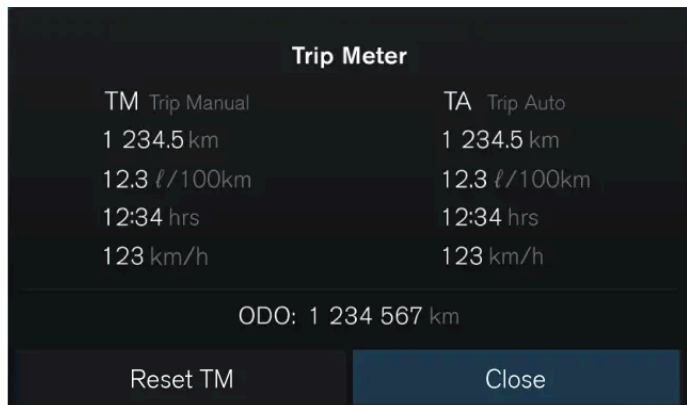 Trip Meter
TM Trip Manual
1 234.5 km
12.3 ℓ/100km
12:34 hrs
123 km/h
TA Trip Auto
1 234.5 km
12.3 ℓ/100km
12:34 hrs
123 km/h
ODO: 1 234 567 km
Reset TM
Close